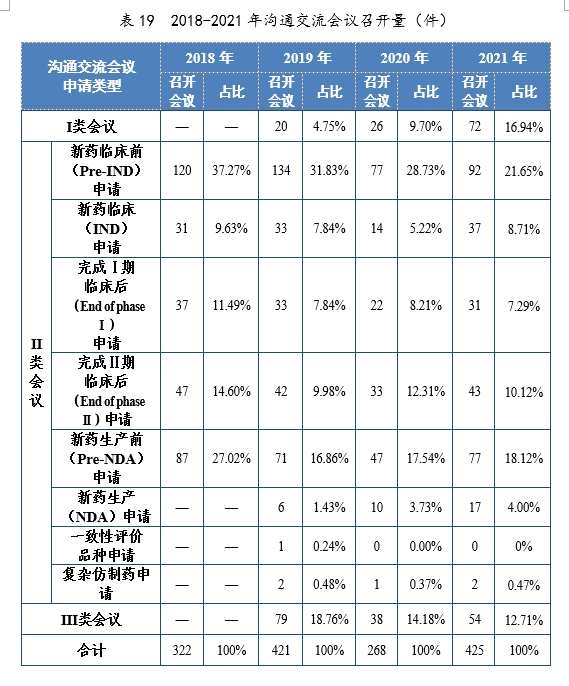 表 19 2018-2021 年沟通交流会议召开量（件）
沟通交流会议
申请类型
2018 年
2019 年
2020 年
2021 年
召开
会议
占比
召开
会议
占比
召开
会议
占比
召开
会议
占比
I类会议 — — 20 4.75% 26 9.70% 72 16.94%
II
类
会
议
新药临床前
（Pre-IND）
申请
120 37.27% 134 31.83% 77 28.73% 92 21.65%
新药临床
（IND）
申请
31 9.63% 33 7.84% 14 5.22% 37 8.71%
完成Ⅰ期
临床后
（End of phase
Ⅰ）
申请
37 11.49% 33 7.84% 22 8.21% 31 7.29%
完成Ⅱ期
临床后
（End of phase
Ⅱ）申请
47 14.60% 42 9.98% 33 12.31% 43 10.12%
新药生产前
（Pre-NDA）
申请
87 27.02% 71 16.86% 47 17.54% 77 18.12%
新药生产
（NDA）申请
— — 6 1.43% 10 3.73% 17 4.00%
一致性评价
品种申请
— — 1 0.24% 0 0.00% 0 0%
复杂仿制药申
请
— — 2 0.48% 1 0.37% 2 0.47%
III类会议 — — 79 18.76% 38 14.18% 54 12.71%
合计 322 100% 421 100% 268 100% 425 100%